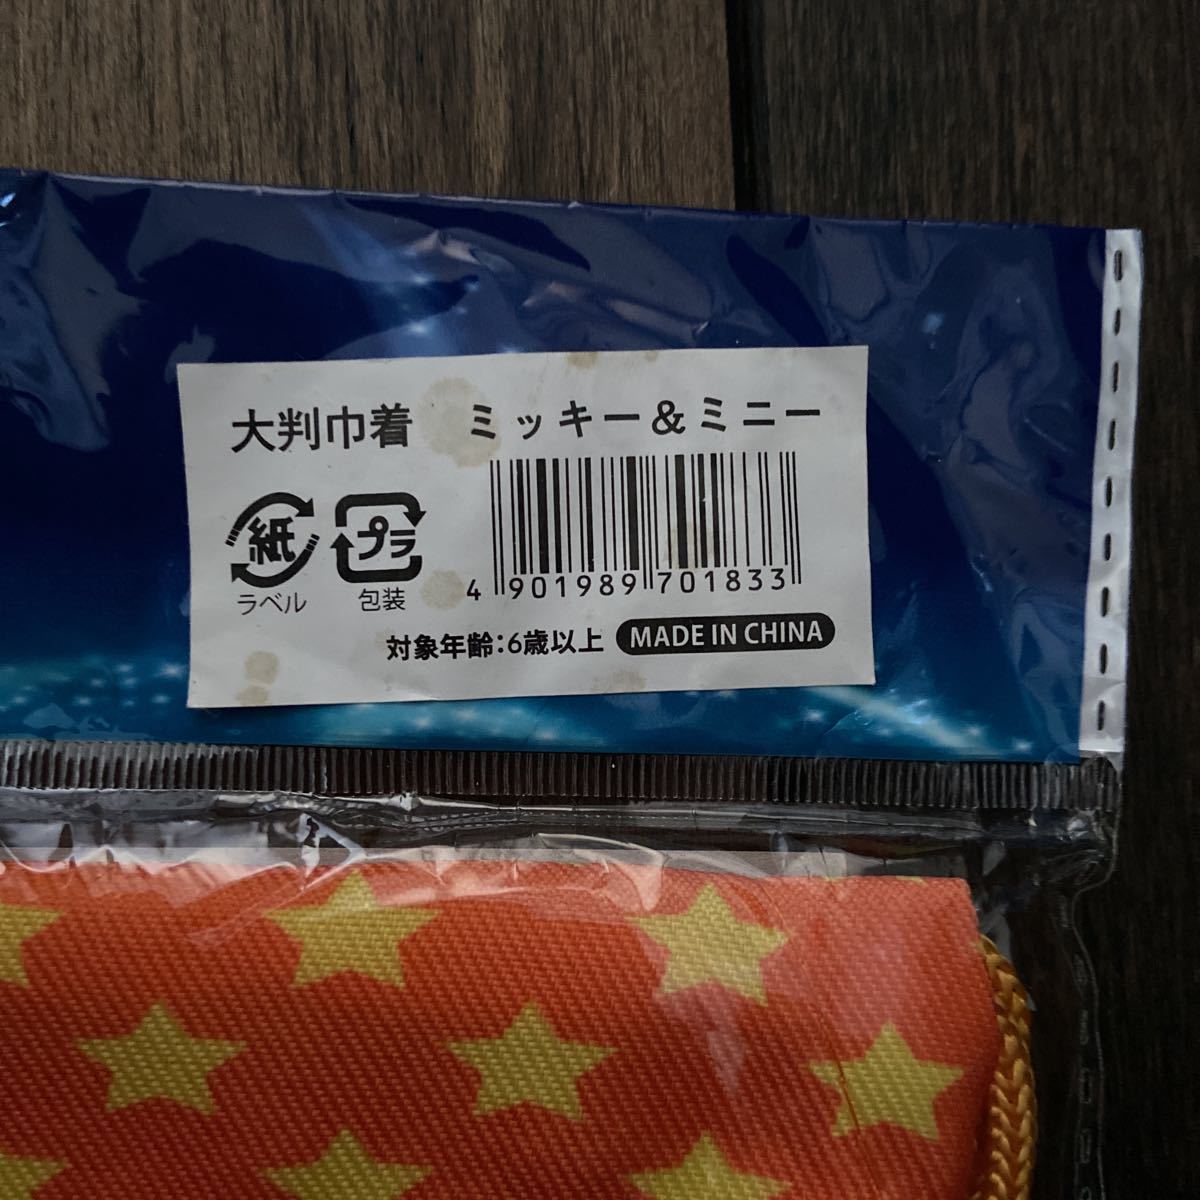 大判巾着　ミッキー＆ミニー
紙 プラ
ラベル 包装
4 901989 701833
対象年齢：6歳以上 MADE IN CHINA